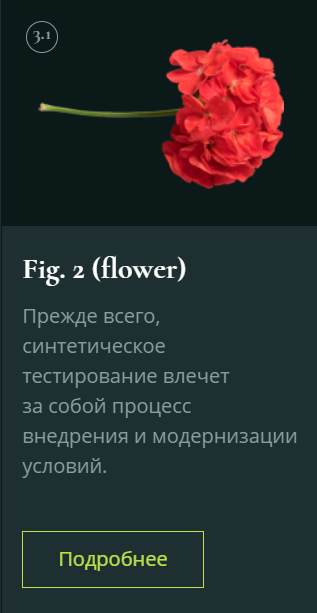 3.1
Fig. 2 (flower)
Прежде всего,
синтетическое
тестирование влечет
за собой процесс
внедрения и модернизации
условий.
Подробнее